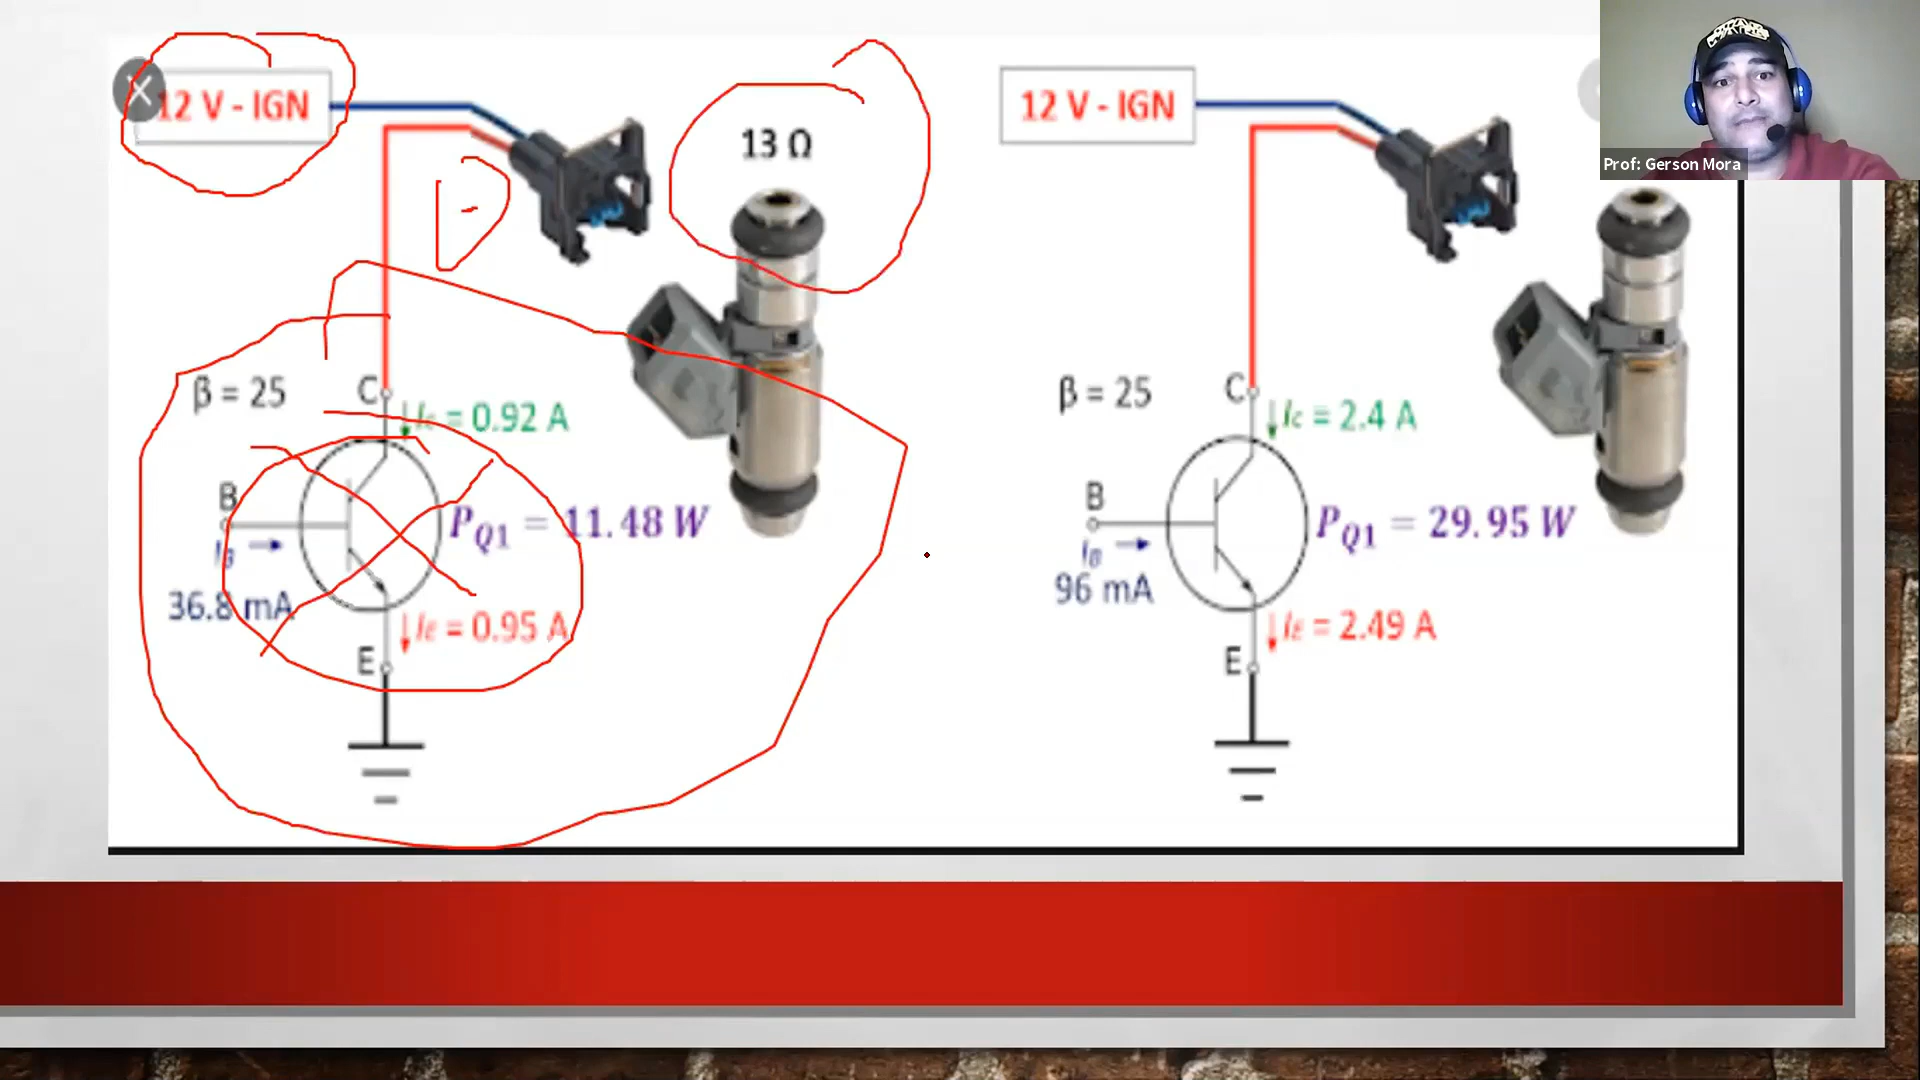 12 V - IGN
13 Ω
β = 25
C
Ic = 0.92 A
B
IB
36.8 mA
PQ1 = 11.48 W
IE = 0.95 A
E
12 V - IGN
β = 25
C
Ic = 2.4 A
B
IB
96 mA
PQ1 = 29.95 W
IE = 2.49 A
E
Prof: Gerson Mora